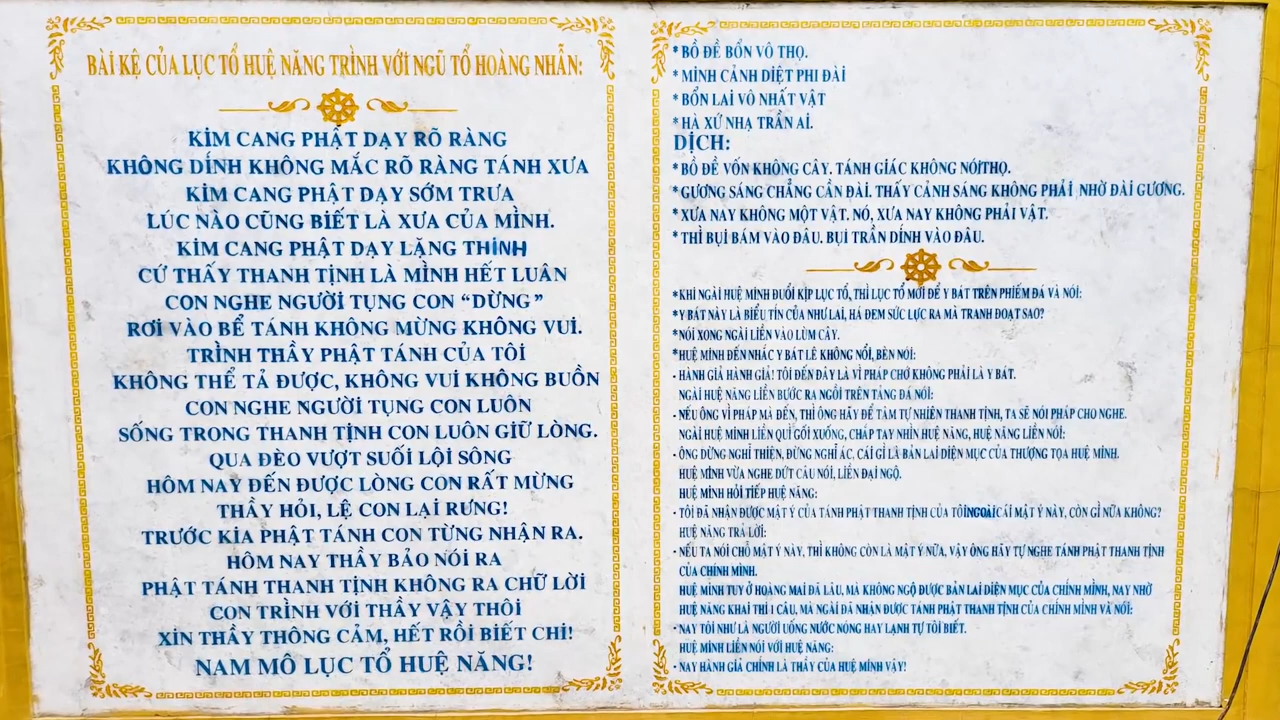 BÀI KỆ CỦA LỤC TỔ HUỆ NĂNG TRÌNH VỚI NGŨ TỔ HOÀNG NHẪN:
KIM CANG PHẬT DẠY RÕ RÀNG
KHÔNG DÍNH KHÔNG MẮC RÕ RÀNG TÁNH XƯA
KIM CANG PHẬT DẠY SỚM TRƯA
LÚC NÀO CŨNG BIẾT LÀ XƯA CỦA MÌNH.
KIM CANG PHẬT DẠY LẶNG THINH
CỨ THẤY THANH TỊNH LÀ MÌNH HẾT LUÂN
CON NGHE NGƯỜI TỤNG CON "DỪNG"
RƠI VÀO BỂ TÁNH KHÔNG MỪNG KHÔNG VUI.
TRÌNH THẦY PHẬT TÁNH CỦA TÔI
KHÔNG THỂ TẢ ĐƯỢC, KHÔNG VUI KHÔNG BUỒN
CON NGHE NGƯỜI TỤNG CON LUÔN
SỐNG TRONG THANH TỊNH CON LUÔN GIỮ LÒNG.
QUA ĐÈO VƯỢT SUỐI LỘI SÔNG
HÔM NAY ĐẾN ĐƯỢC LÒNG CON RẤT MỪNG
THẦY HỎI, LỆ CON LẠI RƯNG!
TRƯỚC KIA PHẬT TÁNH CON TỪNG NHẬN RA.
HÔM NAY THẦY BẢO NÓI RA
PHẬT TÁNH THANH TỊNH KHÔNG RA CHỮ LỜI
CON TRÌNH VỚI THẦY VẬY THÔI
XIN THẦY THÔNG CẢM, HẾT RỒI BIẾT CHI!
NAM MÔ LỤC TỔ HUỆ NĂNG!
* BỒ ĐỀ BỔN VÔ THỌ.
* MINH CẢNH DIỆT PHI ĐÀI
* BỔN LAI VÔ NHẤT VẬT
* HÀ XỨ NHẠ TRẦN AI.
DỊCH:
* BỒ ĐỀ VỐN KHÔNG CÂY. TÁNH GIÁC KHÔNG NƠI THỌ.
* GƯƠNG SÁNG CHẲNG CẦN ĐÀI. THẤY CẢNH SÁNG KHÔNG PHẢI NHỜ ĐÀI GƯƠNG.
* XƯA NAY KHÔNG MỘT VẬT. NÓ, XƯA NAY KHÔNG PHẢI VẬT.
* THÌ BỤI BÁM VÀO ĐÂU. BỤI TRẦN DÍNH VÀO ĐÂU.
*KHI NGÀI HUỆ MINH ĐUỔI KỊP LỤC TỔ, THÌ LỤC TỔ MỚI ĐỂ Y BÁT TRÊN PHIẾM ĐÁ VÀ NÓI:
*Y BÁT NÀY LÀ BIỂU TÍN CỦA NHƯ LAI, HÁ ĐEM SỨC LỰC RA MÀ TRANH ĐOẠT SAO?
*NÓI XONG NGÀI LIỀN VÀO LÙM CÂY.
*HUỆ MINH ĐẾN NHẮC Y BÁT LÊ KHÔNG NỔI, BÈN NÓI:
- HÀNH GIẢ HÀNH GIẢ! TÔI ĐẾN ĐÂY LÀ VÌ PHÁP CHỚ KHÔNG PHẢI LÀ Y BÁT.
NGÀI HUỆ NĂNG LIỀN BƯỚC RA NGỒI TRÊN TẢNG ĐÁ NÓI:
- NẾU ÔNG VÌ PHÁP MÀ ĐẾN, THÌ ÔNG HÃY ĐỂ TÂM TỰ NHIÊN THANH TỊNH, TA SẼ NÓI PHÁP CHO NGHE.
NGÀI HUỆ MINH LIỀN QUÌ GỐI XUỐNG, CHÁP TAY NHÌN HUỆ NĂNG, HUỆ NĂNG LIỀN NÓI:
- ÔNG DỪNG NGHĨ THIỆN, ĐỪNG NGHĨ ÁC. CÁI GÌ LÀ BẢN LAI DIỆN MỤC CỦA THƯỢNG TỌA HUỆ MINH.
HUỆ MINH VỪA NGHE DỨT CÂU NÓI, LIỀN ĐẠI NGỘ.
HUỆ MINH HỎI TIẾP HUỆ NĂNG:
- TÔI ĐÃ NHẬN ĐƯỢC MẬT Ý CỦA TÁNH PHẬT THANH TỊNH CỦA TÔI NGOÀI CÁI MẬT Ý NÀY, CÒN GÌ NỮA KHÔNG?
HUỆ NĂNG TRẢ LỜI:
- NẾU TA NÓI CHỖ MẬT Ý NÀY, THÌ KHÔNG CÒN LÀ MẬT Ý NỮA, VẬY ÔNG HÃY TỰ NGHE TÁNH PHẬT THANH TỊNH
CỦA CHÍNH MÌNH.
HUỆ MINH TUY Ở HOÀNG MAI ĐÃ LÂU, MÀ KHÔNG NGỘ ĐƯỢC BẢN LAI DIỆN MỤC CỦA CHÍNH MÌNH, NAY NHỜ
HUỆ NĂNG KHAI THỊ 1 CÂU, MÀ NGÀI ĐÃ NHẬN ĐƯỢC TÁNH PHẬT THANH TỊNH CỦA CHÍNH MÌNH VÀ NÓI:
- NAY TÔI NHƯ LÀ NGƯỜI UỐNG NƯỚC NÓNG HAY LẠNH TỰ TÔI BIẾT.
HUỆ MINH LIỀN NÓI VỚI HUỆ NĂNG:
- NAY HÀNH GIẢ CHÍNH LÀ THẦY CỦA HUỆ MINH VẬY!